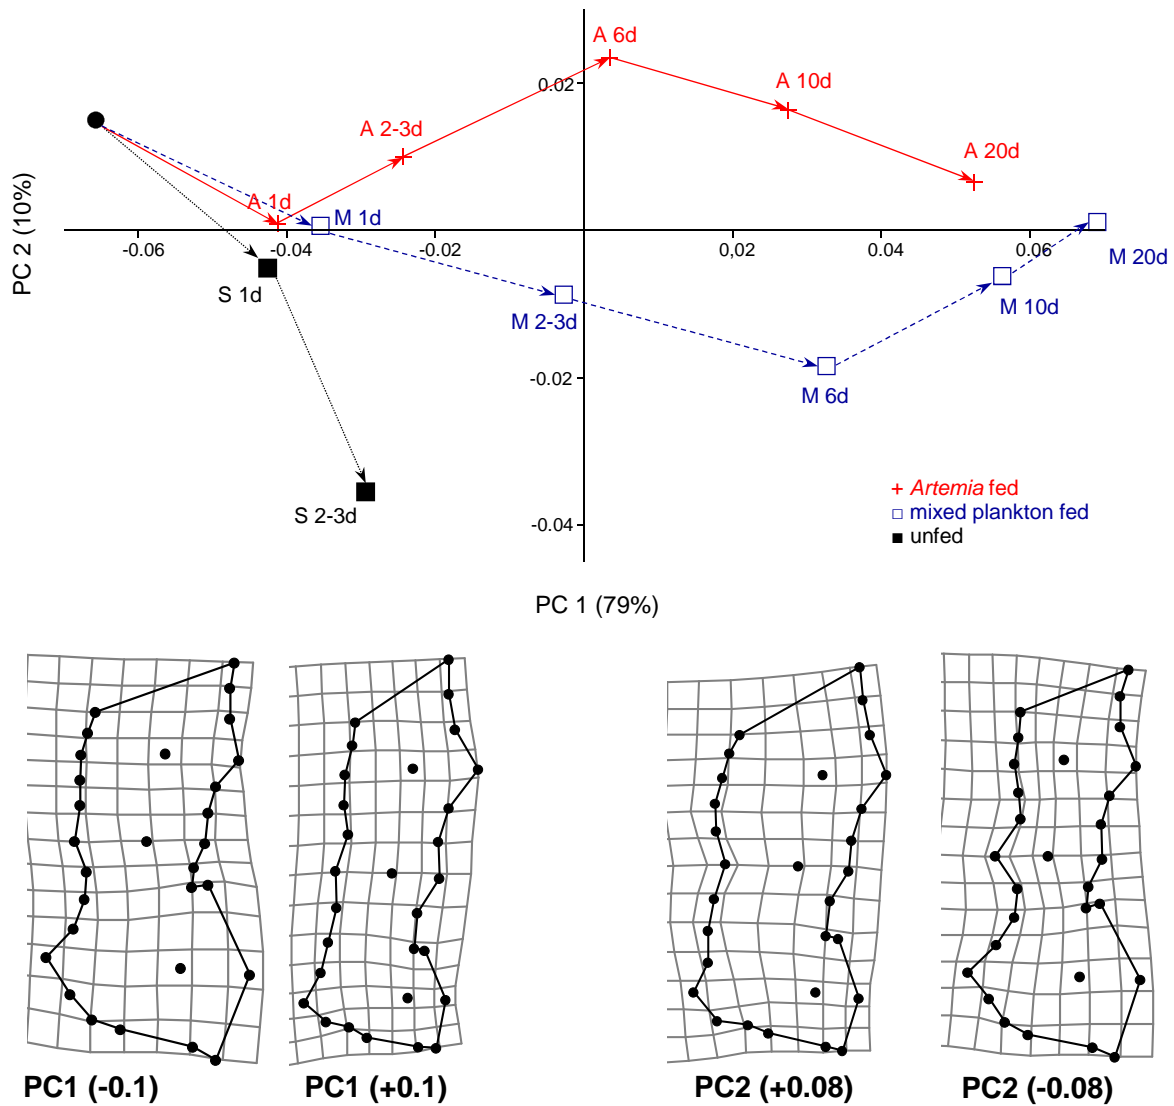 A 6d
0.02
A 10d
A 2-3d
A 20d
PC 2 (10%)
A 1d
M 1d
-0.06
-0.04
-0.02
0.02
0.04
0.06
M 20d
S 1d
M 10d
M 2-3d
-0.02
M 6d
+ Artemia fed
□ mixed plankton fed
■ unfed
S 2-3d
-0.04
PC 1 (79%)
PC1 (-0.1)
PC1 (+0.1)
PC2 (+0.08)
PC2 (-0.08)